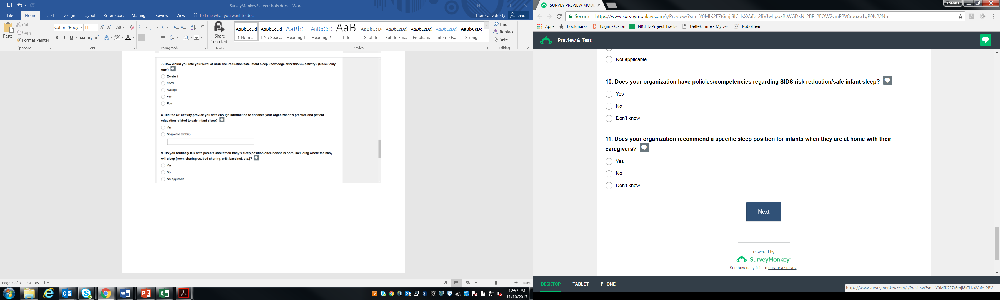 SurveyMonkey Screenshots.docx - Word
File Home Insert Design Layout References Mailings Review View Tell me what you want to do... Theresa Doherty Share
Paste
Cut
Copy
Format Painter
Clipboard
Calibri (Body) 11
Font
Paragraph
Share
Protected
RMS
AaBbCcDd AaBbCcDd AaBbCc AaBbCcD AaB AaBbCcD AaBbCcDd AaBbCcDd AaBbCcDd AaBbCcDc
¶ Normal ¶ No Spac... Heading 1 Heading 2 Title Subtitle Subtle Em... Emphasis Intense E... Strong
Styles
Find
Replace
Select
Editing
7. How would you rate your level of SIDS risk-reduction/safe infant sleep knowledge after this CE activity? (Check only
one.)
Excellent
Good
Average
Fair
Poor
8. Did the CE activity provide you with enough information to enhance your organization's practice and patient
education related to safe infant sleep?
Yes
No (please explain)
9. Do you routinely talk with parents about their baby's sleep position once he/she is born, including where the baby
will sleep (room sharing vs. bed sharing, crib, bassinet, etc.)?
Yes
No
Not applicable
Page 3 of 3 0 words
100%
12:57 PM
11/10/2017
[SURVEY PREVIEW MODE
Theresa
Secure https://www.surveymonkey.com/r/Preview/?sm=Y0MIK2F7t6mji8lCHsXVaIe_2BVJwhpozRtWGDkN_2BP_2FQW2vmP2V8ruuae1gP0N22Nh
Apps Bookmarks Login - Cision NICHD Project Tracke Deltek Time - MyDes RoboHead
Preview & Test
Not applicable
10. Does your organization have policies/competencies regarding SIDS risk reduction/safe infant sleep?
Yes
No
Don't know
11. Does your organization recommend a specific sleep position for infants when they are at home with their
caregivers?
Yes
No
Don't know
Next
Powered by
SurveyMonkey
See how easy it is to create a survey.
DESKTOP TABLET PHONE
https://www.surveymonkey.com/r/Preview/?sm=Y0MIK2F7t6mji8lCHsXVaIe_2BVJ...